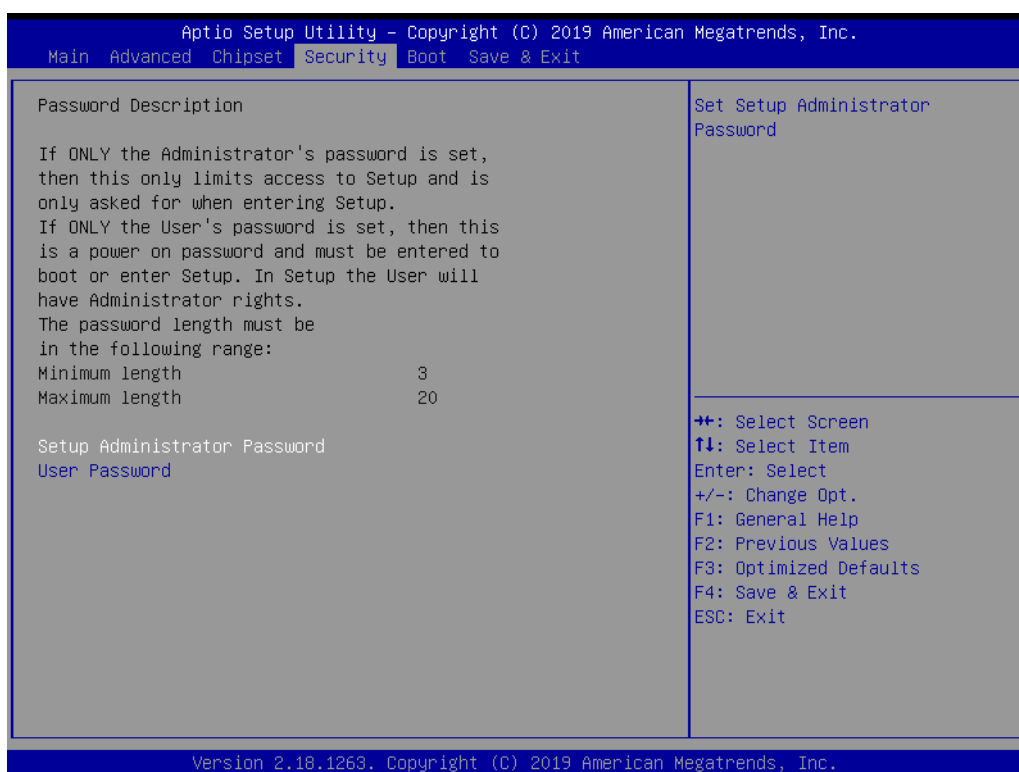 Aptio Setup Utility – Copyright (C) 2019 American Megatrends, Inc.
Main Advanced Chipset Security Boot Save & Exit
Password Description
If ONLY the Administrator's password is set,
then this only limits access to Setup and is
only asked for when entering Setup.
If ONLY the User's password is set, then this
is a power on password and must be entered to
boot or enter Setup. In Setup the User will
have Administrator rights.
The password length must be
in the following range:
Minimum length 3
Maximum length 20
Setup Administrator Password
User Password
Set Setup Administrator
Password
→←: Select Screen
↑↓: Select Item
Enter: Select
+/-: Change Opt.
F1: General Help
F2: Previous Values
F3: Optimized Defaults
F4: Save & Exit
ESC: Exit
Version 2.18.1263. Copyright (C) 2019 American Megatrends, Inc.